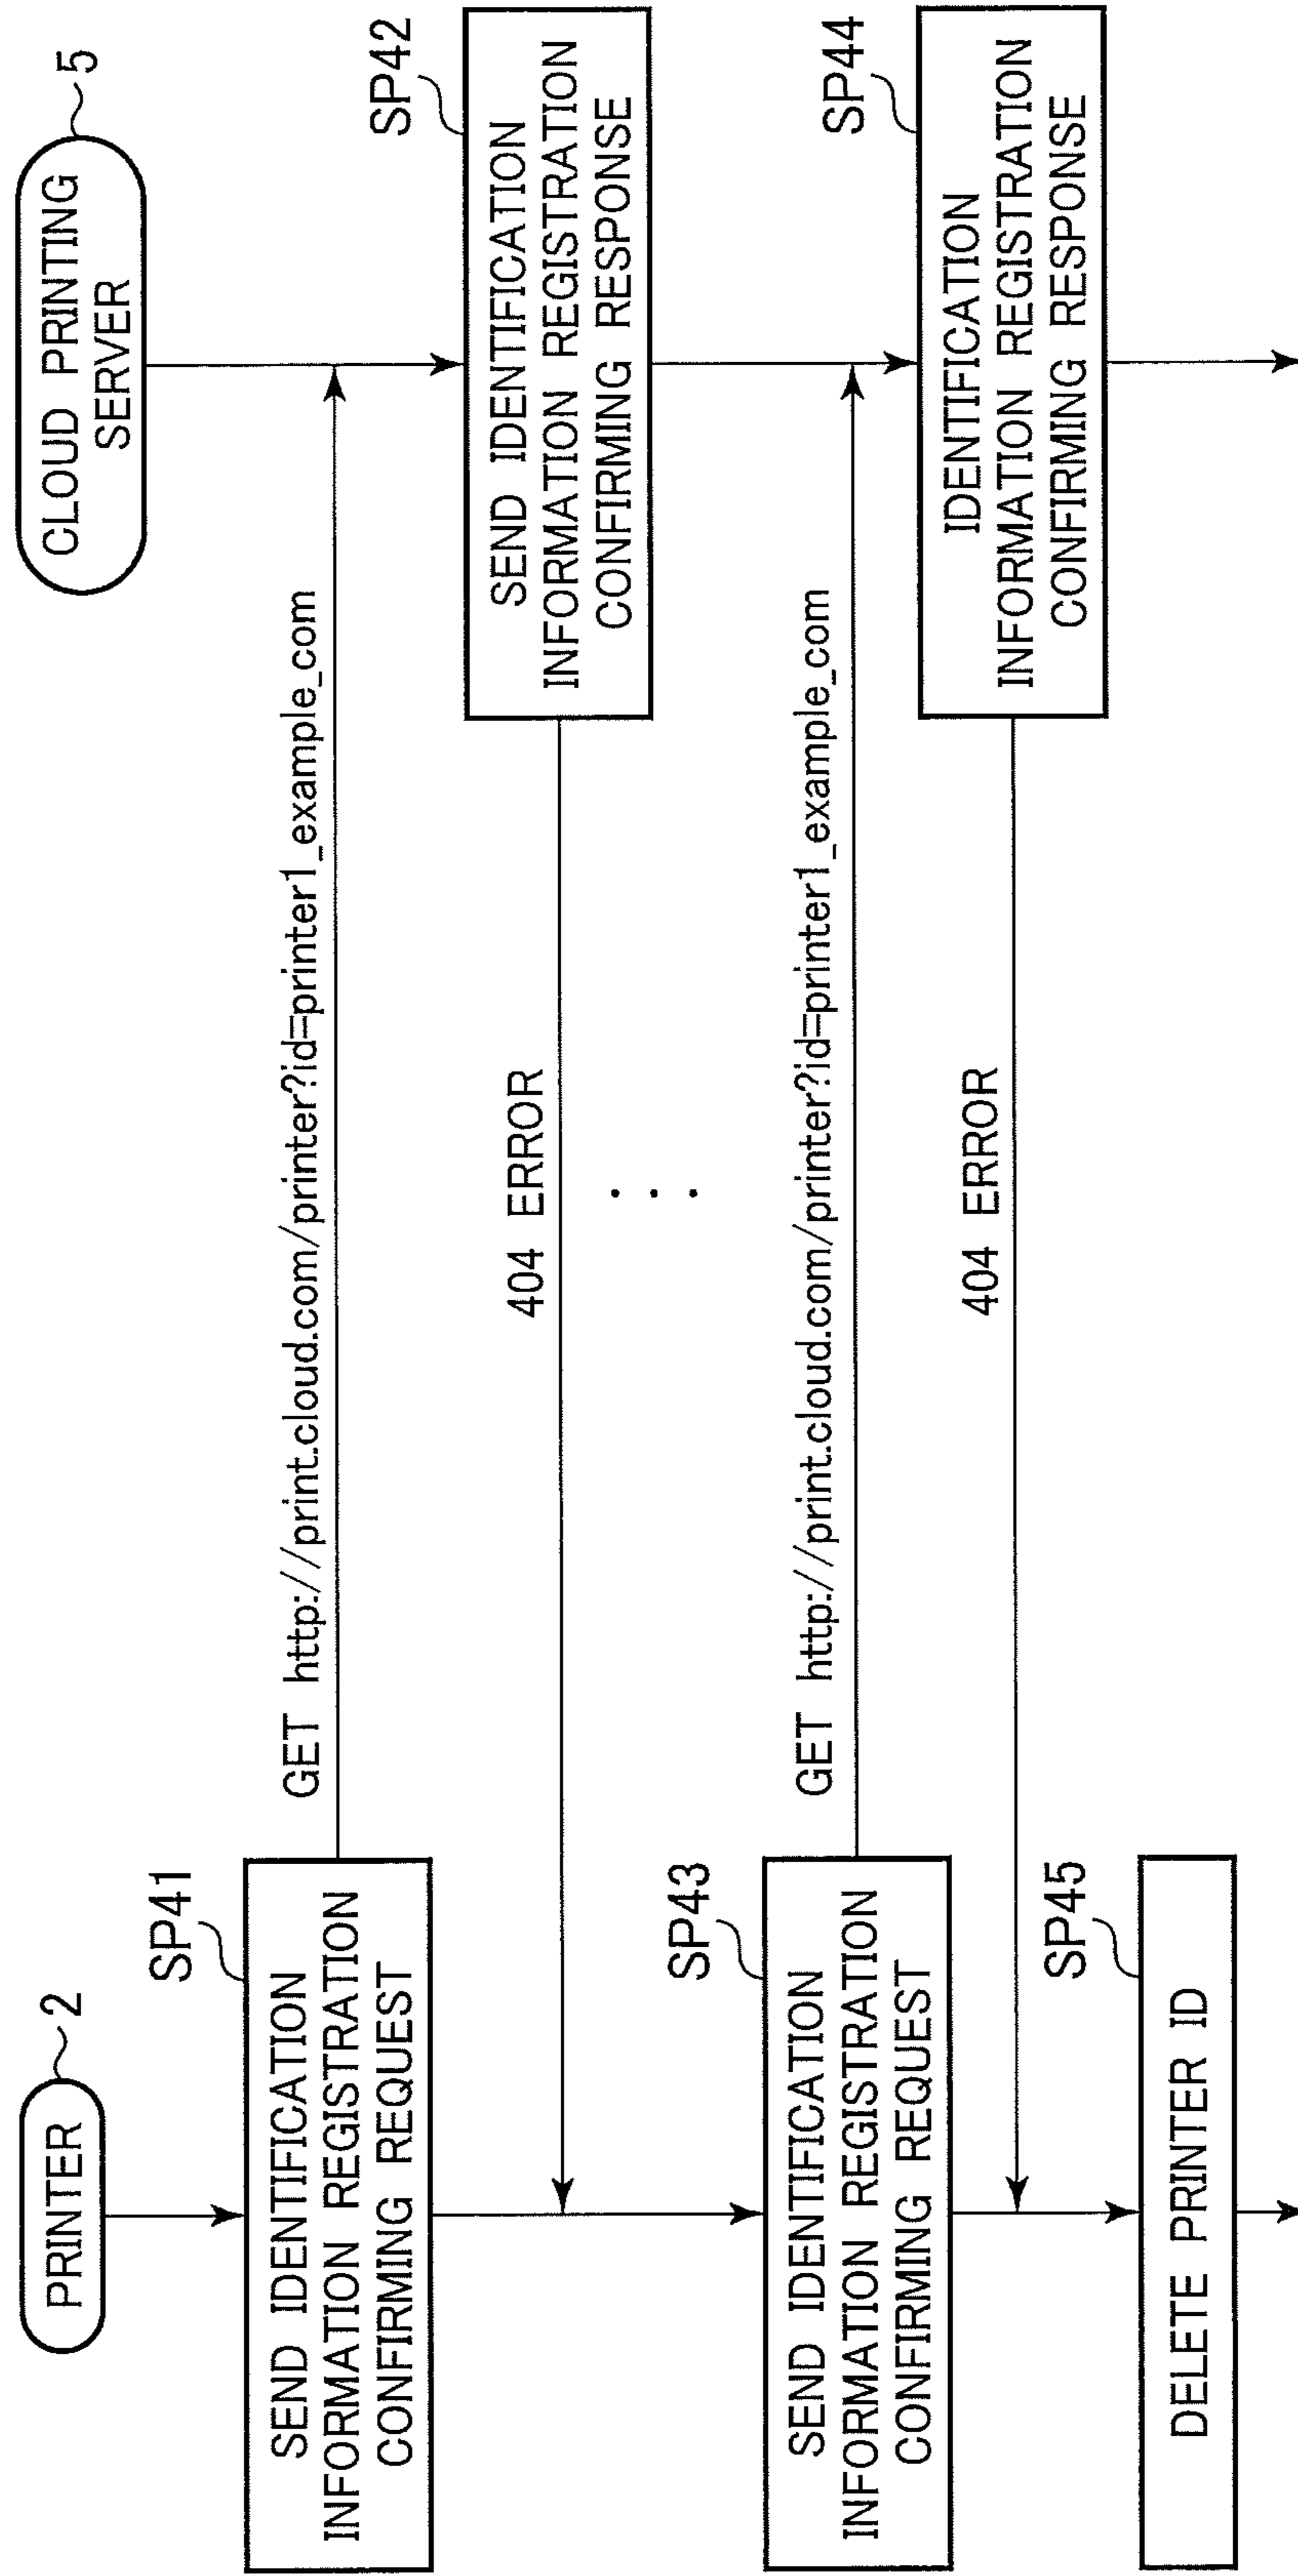 PRINTER
2
CLOUD PRINTING
SERVER
5
SP41
SEND IDENTIFICATION
INFORMATION REGISTRATION
CONFIRMING REQUEST
GET http://print.cloud.com/printer?id=printer1_example_com
SP42
SEND IDENTIFICATION
INFORMATION REGISTRATION
CONFIRMING RESPONSE
404 ERROR
. . .
SP43
SEND IDENTIFICATION
INFORMATION REGISTRATION
CONFIRMING REQUEST
GET http://print.cloud.com/printer?id=printer1_example_com
SP44
IDENTIFICATION
INFORMATION REGISTRATION
CONFIRMING RESPONSE
404 ERROR
SP45
DELETE PRINTER ID